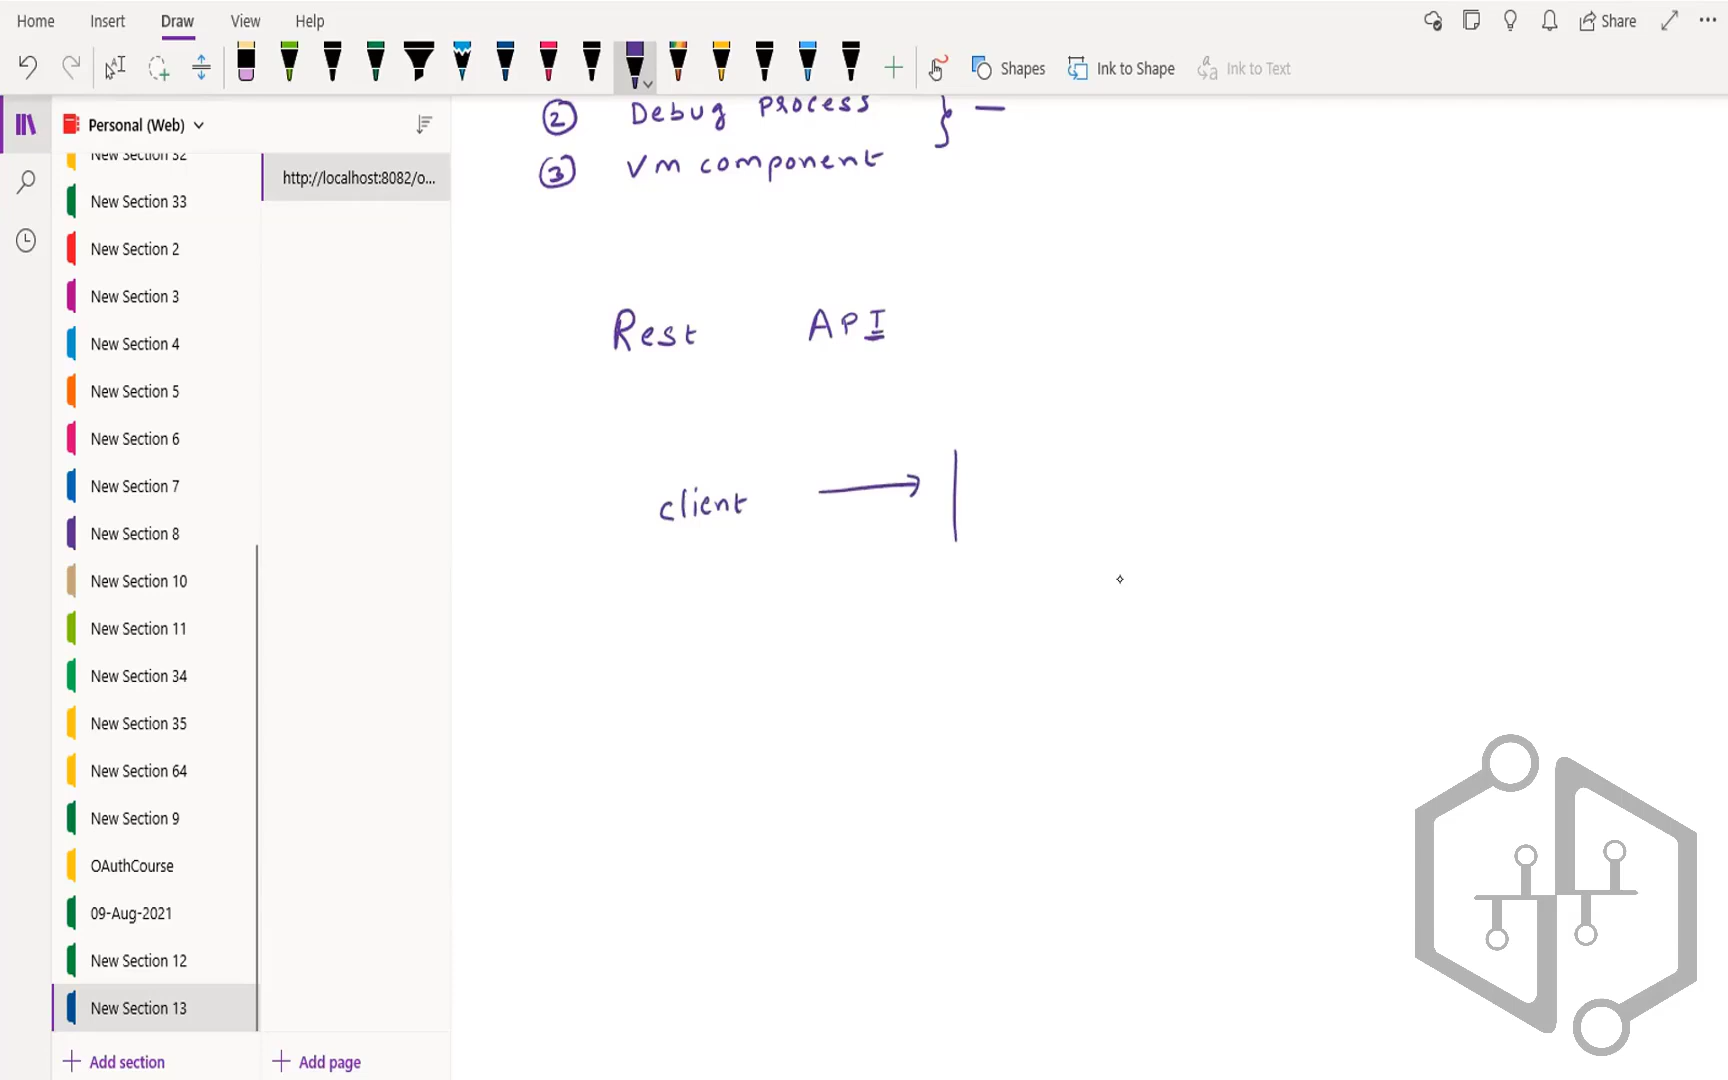 Home Insert Draw View Help
Share
Shapes Ink to Shape Ink to Text
Personal (Web)
New Section 32
New Section 33
New Section 2
New Section 3
New Section 4
New Section 5
New Section 6
New Section 7
New Section 8
New Section 10
New Section 11
New Section 34
New Section 35
New Section 64
New Section 9
OAuthCourse
09-Aug-2021
New Section 12
New Section 13
Add section
http://localhost:8082/o...
Add page
② Debug process } —
③ Vm component
Rest API
client